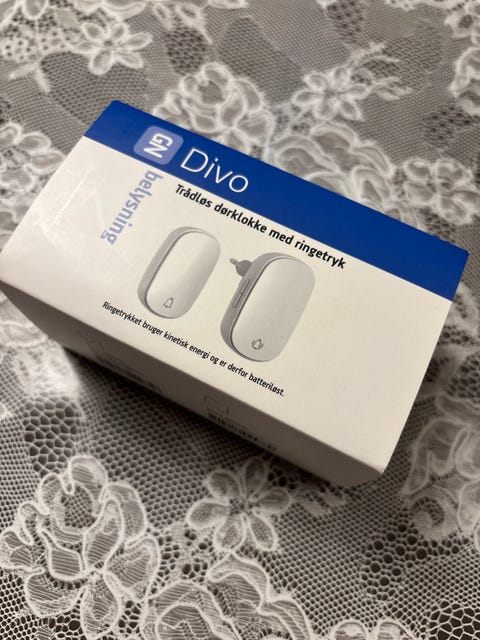 GN
belysning
Divo
Trådløs dørklokke med ringetryk
Ringetrykket bruger kinetisk energi og er derfor batteriløst.